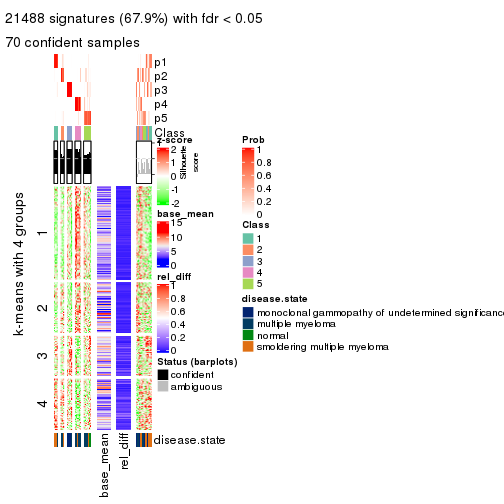 21488 signatures (67.9%) with fdr < 0.05
70 confident samples
p1
p2
p3
p4
p5
Class
Silhouette
score
k-means with 4 groups
1
2
3
4
base_mean
rel_diff
disease.state
z-score
2
1
0
-1
-2
base_mean
15
10
5
0
rel_diff
1
0.8
0.6
0.4
0.2
0
Status (barplots)
confident
ambiguous
Prob
1
0.8
0.6
0.4
0.2
0
Class
1
2
3
4
5
disease.state
monoclonal gammopathy of undetermined significance
multiple myeloma
normal
smoldering multiple myeloma